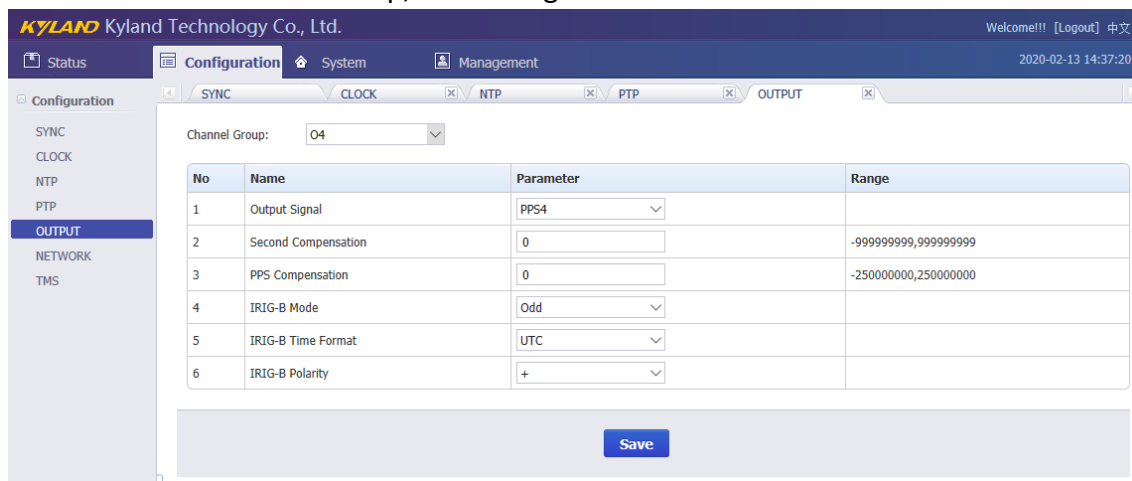 KYLAND Kyland Technology Co., Ltd. Welcome!!! [Logout] 中文
Status Configuration System Management 2020-02-13 14:37:20
Configuration SYNC CLOCK NTP PTP OUTPUT
SYNC
CLOCK
NTP
PTP
OUTPUT
NETWORK
TMS
Channel Group: O4
No Name Parameter Range
1 Output Signal PPS4
2 Second Compensation 0 -999999999,999999999
3 PPS Compensation 0 -250000000,250000000
4 IRIG-B Mode Odd
5 IRIG-B Time Format UTC
6 IRIG-B Polarity +
Save